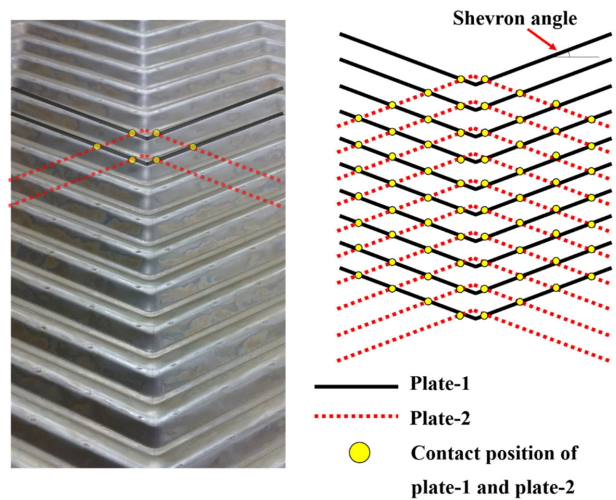 Shevron angle
Plate-1
Plate-2
Contact position of
plate-1 and plate-2